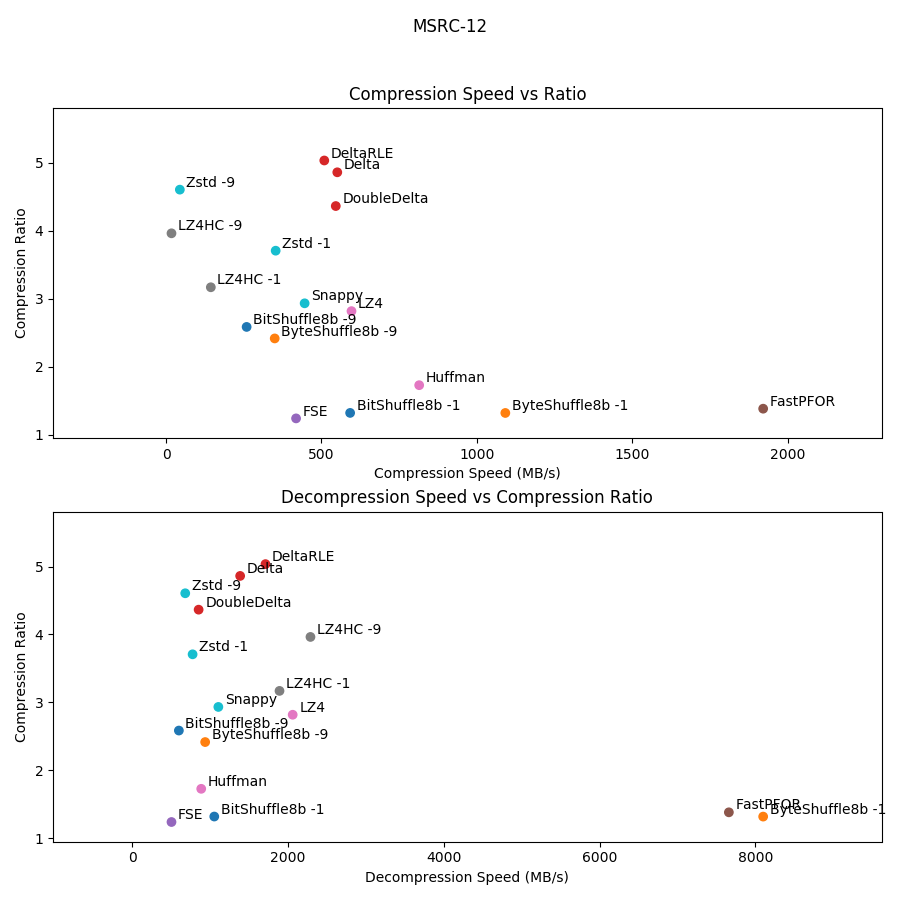 MSRC-12
Compression Speed vs Ratio
Compression Ratio
5
4
3
2
1
DeltaRLE
Delta
Zstd -9
DoubleDelta
LZ4HC -9
Zstd -1
LZ4HC -1
Snappy
LZ4
BitShuffle8b -9
ByteShuffle8b -9
Huffman
BitShuffle8b -1
ByteShuffle8b -1
FastPFOR
FSE
0 500 1000 1500 2000
Compression Speed (MB/s)
Decompression Speed vs Compression Ratio
Compression Ratio
5
4
3
2
1
DeltaRLE
Delta
Zstd -9
DoubleDelta
LZ4HC -9
Zstd -1
LZ4HC -1
Snappy
LZ4
BitShuffle8b -9
ByteShuffle8b -9
Huffman
FastPFOR
FSE
BitShuffle8b -1
ByteShuffle8b -1
0 2000 4000 6000 8000
Decompression Speed (MB/s)